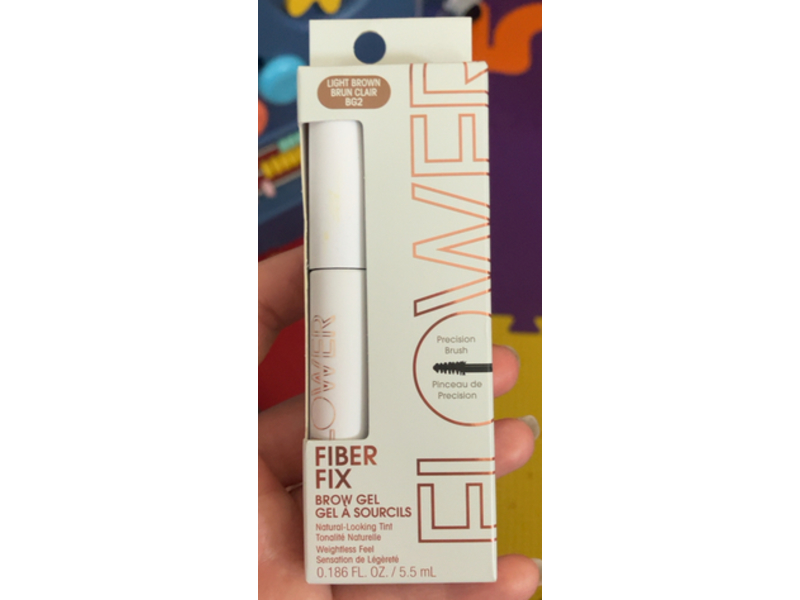 LIGHT BROWN
BRUN CLAIR
BG2
FLOWER
LOWER
Precision
Brush
Pinceau de
Precision
FIBER
FIX
BROW GEL
GEL À SOURCILS
Natural-Looking Tint
Tonalité Naturelle
Weightless Feel
Sensation de Légèreté
0.186 FL. OZ. / 5.5 mL